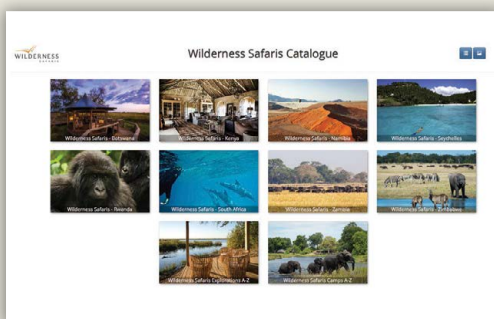 WILDERNESS
SAFARIS
Wilderness Safaris Catalogue
Wilderness Safaris - Botswana
Wilderness Safaris - Kenya
Wilderness Safaris - Namibia
Wilderness Safaris - Seychelles
Wilderness Safaris - Rwanda
Wilderness Safaris - South Africa
Wilderness Safaris - Zambia
Wilderness Safaris - Zimbabwe
Wilderness Safaris Explorations A-Z
Wilderness Safaris Camps A-Z